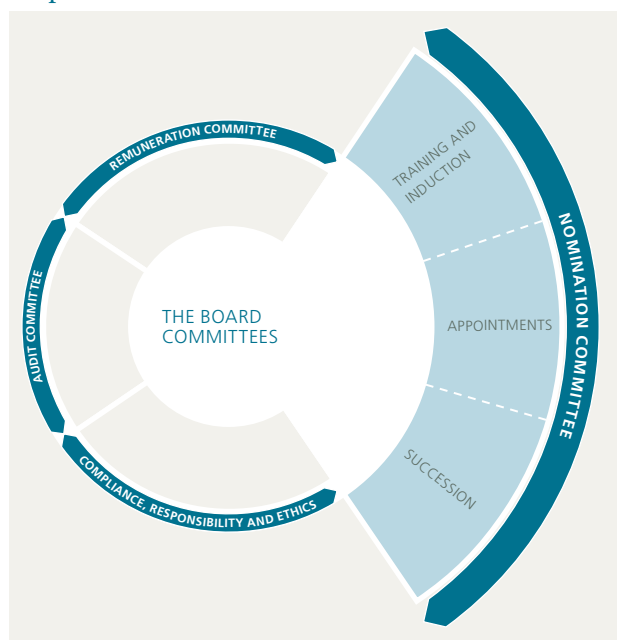 REMUNERATION COMMITTEE
AUDIT COMMITTEE
COMPLIANCE, RESPONSIBILITY AND ETHICS
THE BOARD
COMMITTEES
TRAINING AND
INDUCTION
APPOINTMENTS
SUCCESSION
NOMINATION COMMITTEE